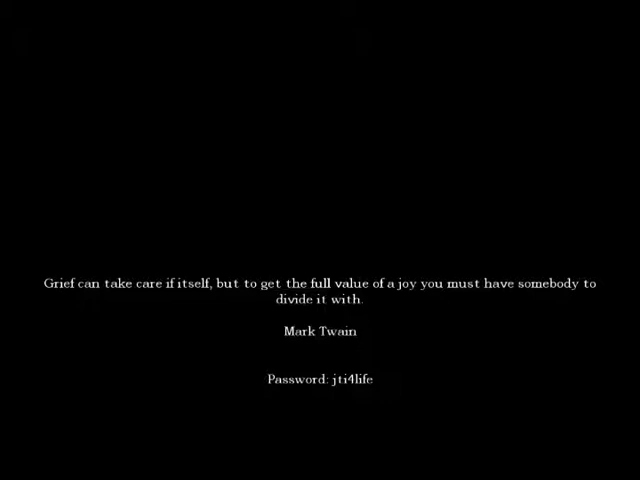 Grief can take care if itself, but to get the full value of a joy you must have somebody to
divide it with.
Mark Twain
Password: jti4life